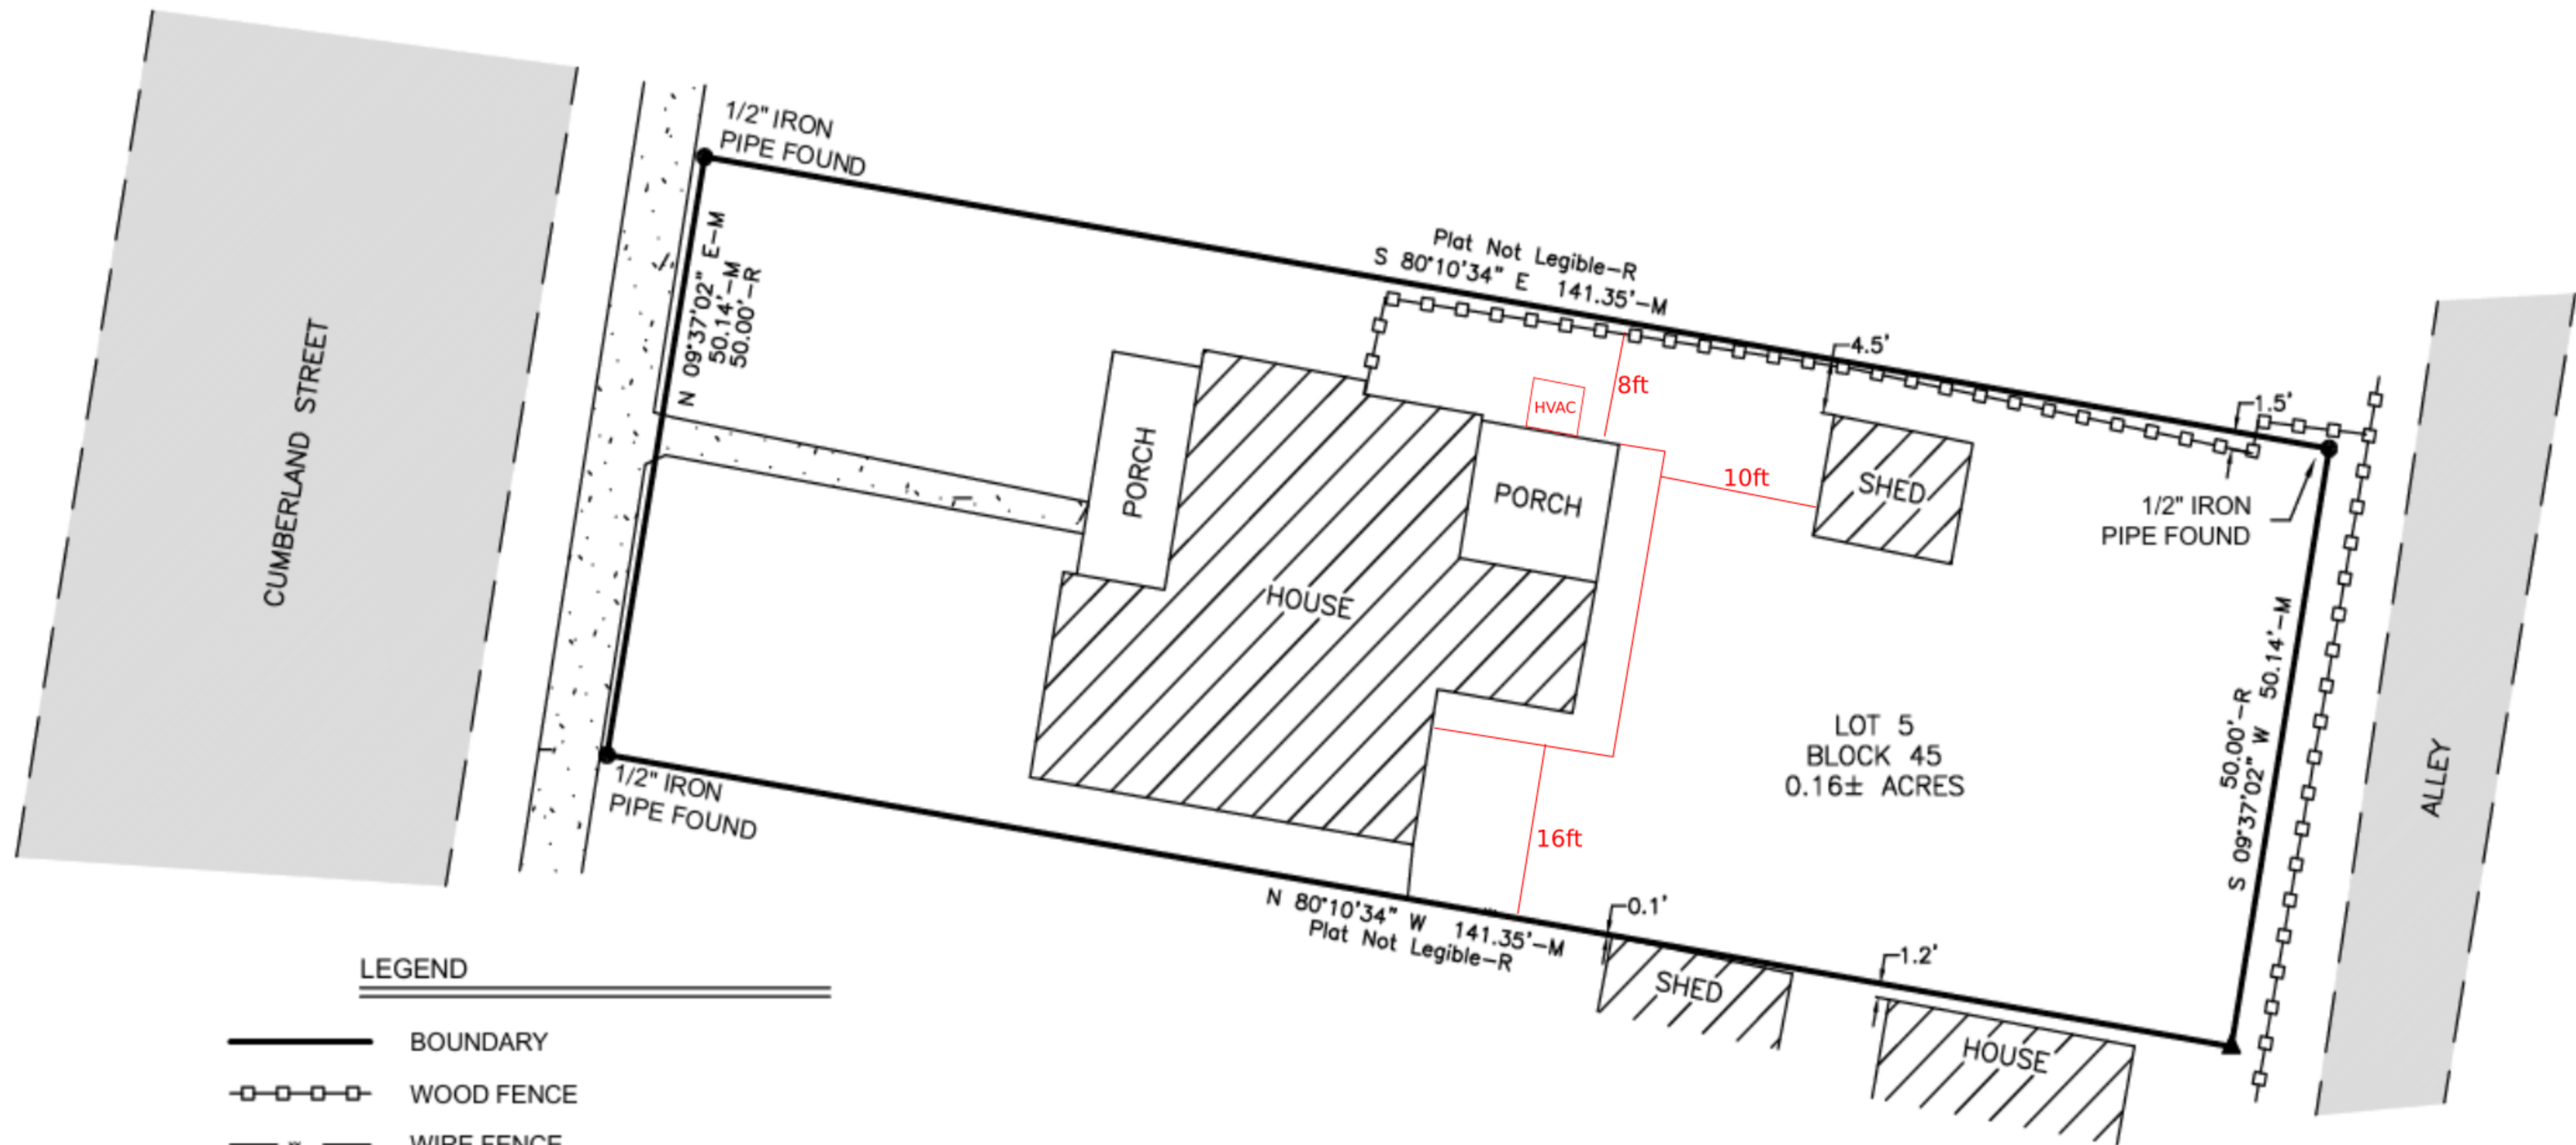 1/2" IRON
PIPE FOUND
CUMBERLAND STREET
N 09°37'02" E-M
50.14'-M
50.00'-R
Plat Not Legible-R
S 80°10'34" E 141.35'-M
4.5'
8ft
HVAC
1.5'
PORCH
10ft
PORCH
SHED
1/2" IRON
PIPE FOUND
HOUSE
LOT 5
BLOCK 45
0.16± ACRES
50.00'-R
S 09°37'02" W 50.14'-M
ALLEY
1/2" IRON
PIPE FOUND
16ft
N 80°10'34" W 141.35'-M
Plat Not Legible-R
0.1'
SHED
1.2'
HOUSE
LEGEND
BOUNDARY
WOOD FENCE
WIRE FENCE